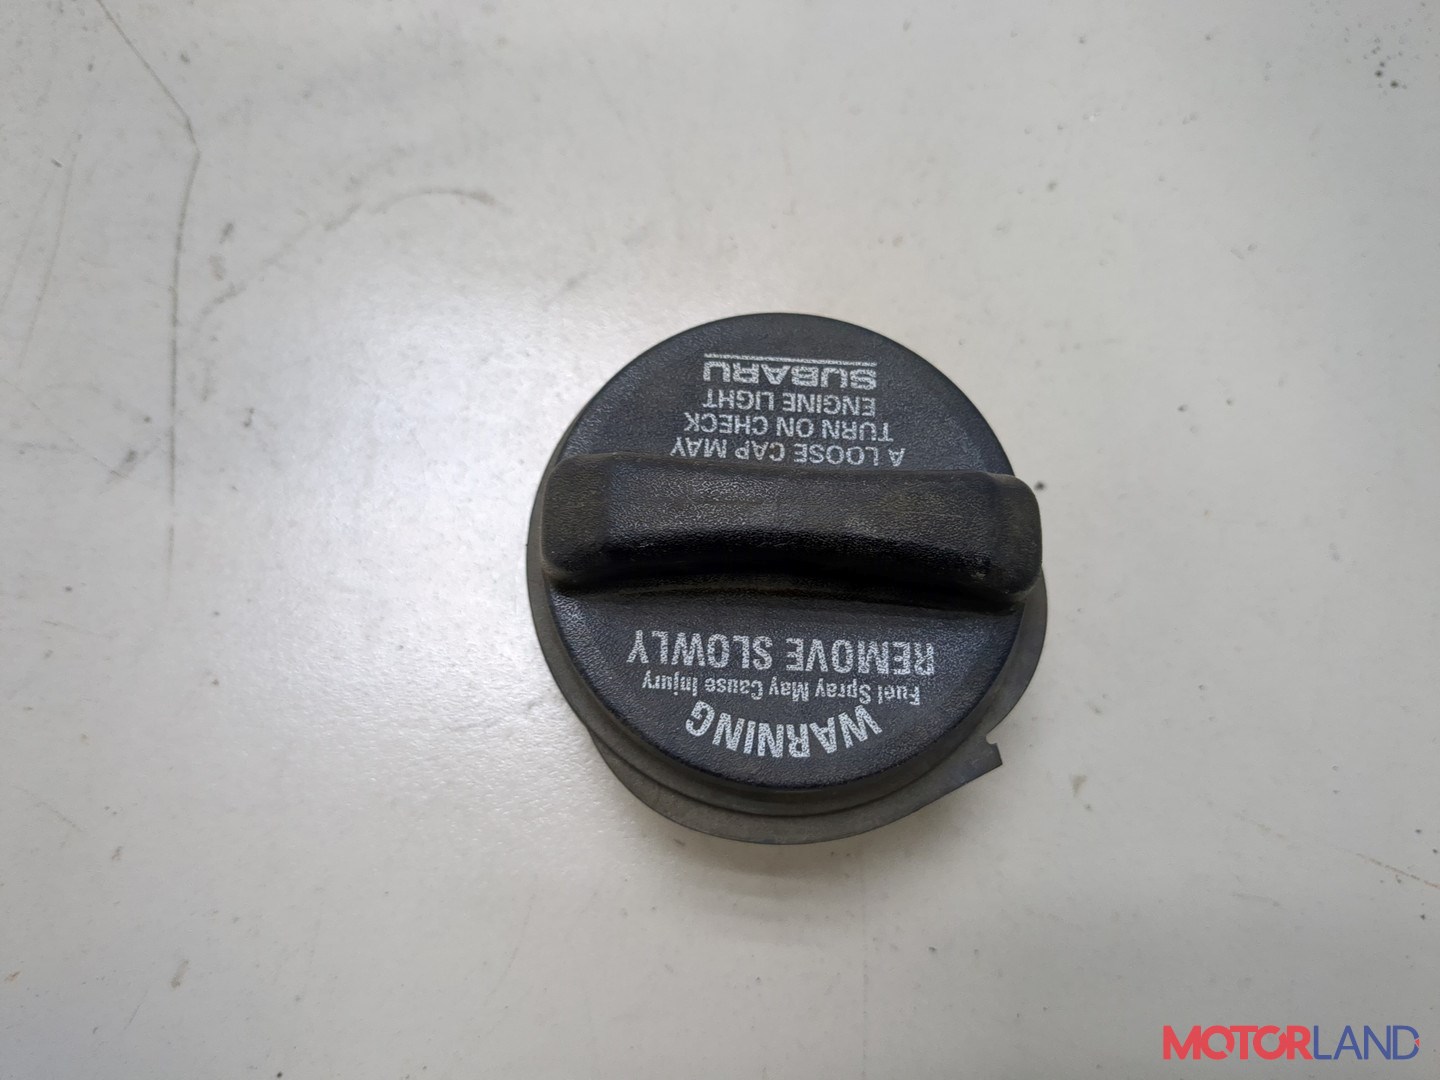 WARNING
Fuel Spray May Cause Injury
REMOVE SLOWLY
A LOOSE CAP MAY
TURN ON CHECK
ENGINE LIGHT
SUBARU
MOTORLAND